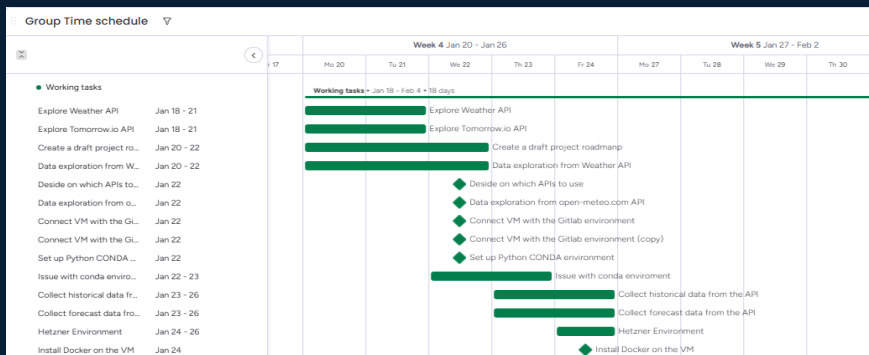 Group Time schedule
Week 4 Jan 20 - Jan 26
Week 5 Jan 27 - Feb 2
17 Mo 20 Tu 21 We 22 Th 23 Fr 24 Mo 27 Tu 28 We 29 Th 30
Working tasks
Working tasks • Jan 18 - Feb 4 • 18 days
Explore Weather API Jan 18 - 21 Explore Weather API
Explore Tomorrow.io API Jan 18 - 21 Explore Tomorrow.io API
Create a draft project ro... Jan 20 - 22 Create a draft project roadmanp
Data exploration from W... Jan 20 - 22 Data exploration from Weather API
Deside on which APIs to... Jan 22 Deside on which APIs to use
Data exploration from o... Jan 22 Data exploration from open-meteo.com API
Connect VM with the Gi... Jan 22 Connect VM with the Gitlab environment
Connect VM with the Gi... Jan 22 Connect VM with the Gitlab environment (copy)
Set up Python CONDA ... Jan 22 Set up Python CONDA environment
Issue with conda enviro... Jan 22 - 23 Issue with conda enviroment
Collect historical data fr... Jan 23 - 26 Collect historical data from the API
Collect forecast data fro... Jan 23 - 26 Collect forecast data from the API
Hetzner Environment Jan 24 - 26 Hetzner Environment
Install Docker on the VM Jan 24 Install Docker on the VM